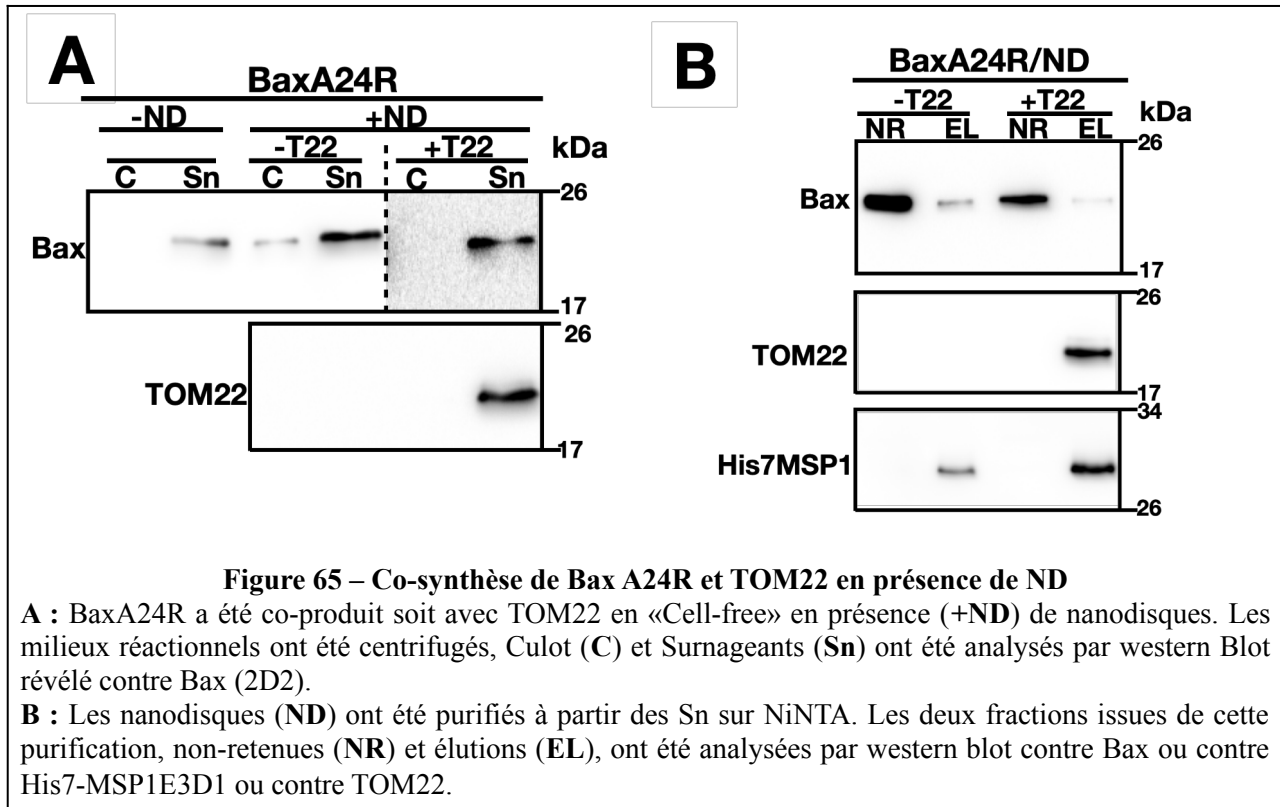 A
BaxA24R
-ND +ND
-T22 +T22 kDa
C Sn C Sn C Sn
26
Bax
17
26
TOM22
17
B
BaxA24R/ND
-T22 +T22 kDa
NR EL NR EL
26
Bax
17
26
TOM22
17
34
His7MSP1
26
Figure 65 – Co-synthèse de Bax A24R et TOM22 en présence de ND
A : BaxA24R a été co-produit soit avec TOM22 en «Cell-free» en présence (+ND) de nanodisques. Les
milieux réactionnels ont été centrifugés, Culot (C) et Surnageants (Sn) ont été analysés par western Blot
révélé contre Bax (2D2).
B : Les nanodisques (ND) ont été purifiés à partir des Sn sur NiNTA. Les deux fractions issues de cette
purification, non-retenues (NR) et élutions (EL), ont été analysées par western blot contre Bax ou contre
His7-MSP1E3D1 ou contre TOM22.